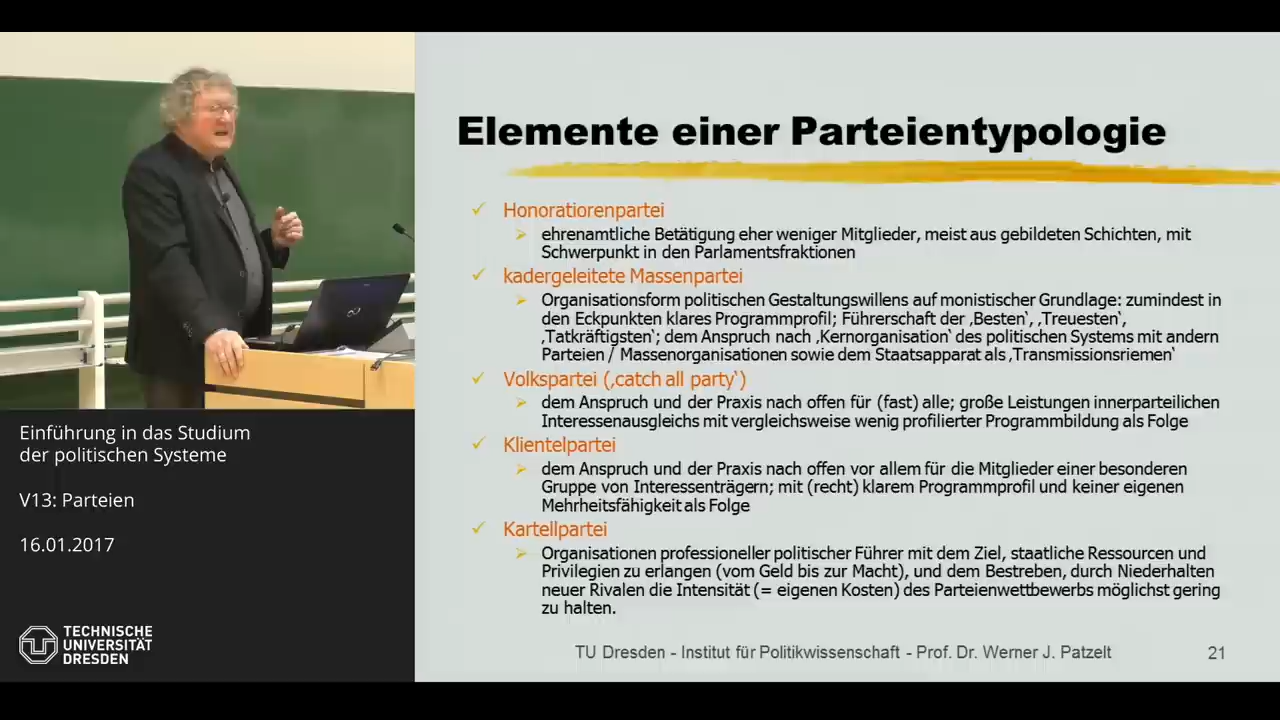 Elemente einer Parteientypologie
✓ Honoratiorenpartei
➢ ehrenamtliche Betätigung eher weniger Mitglieder, meist aus gebildeten Schichten, mit
Schwerpunkt in den Parlamentsfraktionen
✓ kadergeleitete Massenpartei
➢ Organisationsform politischen Gestaltungswillens auf monistischer Grundlage: zumindest in
den Eckpunkten klares Programmprofil; Führerschaft der ‚Besten‘, ‚Treuesten‘,
‚Tatkräftigsten‘; dem Anspruch nach ‚Kernorganisation‘ des politischen Systems mit andern
Parteien / Massenorganisationen sowie dem Staatsapparat als ‚Transmissionsriemen‘
✓ Volkspartei (‚catch all party‘)
➢ dem Anspruch und der Praxis nach offen für (fast) alle; große Leistungen innerparteilichen
Interessenausgleichs mit vergleichsweise wenig profilierter Programmbildung als Folge
✓ Klientelpartei
➢ dem Anspruch und der Praxis nach offen vor allem für die Mitglieder einer besonderen
Gruppe von Interessenträgern; mit (recht) klarem Programmprofil und keiner eigenen
Mehrheitsfähigkeit als Folge
✓ Kartellpartei
➢ Organisationen professioneller politischer Führer mit dem Ziel, staatliche Ressourcen und
Privilegien zu erlangen (vom Geld bis zur Macht), und dem Bestreben, durch Niederhalten
neuer Rivalen die Intensität (= eigenen Kosten) des Parteienwettbewerbs möglichst gering
zu halten.
TU Dresden - Institut für Politikwissenschaft - Prof. Dr. Werner J. Patzelt 21
Einführung in das Studium
der politischen Systeme
V13: Parteien
16.01.2017
TECHNISCHE
UNIVERSITÄT
DRESDEN